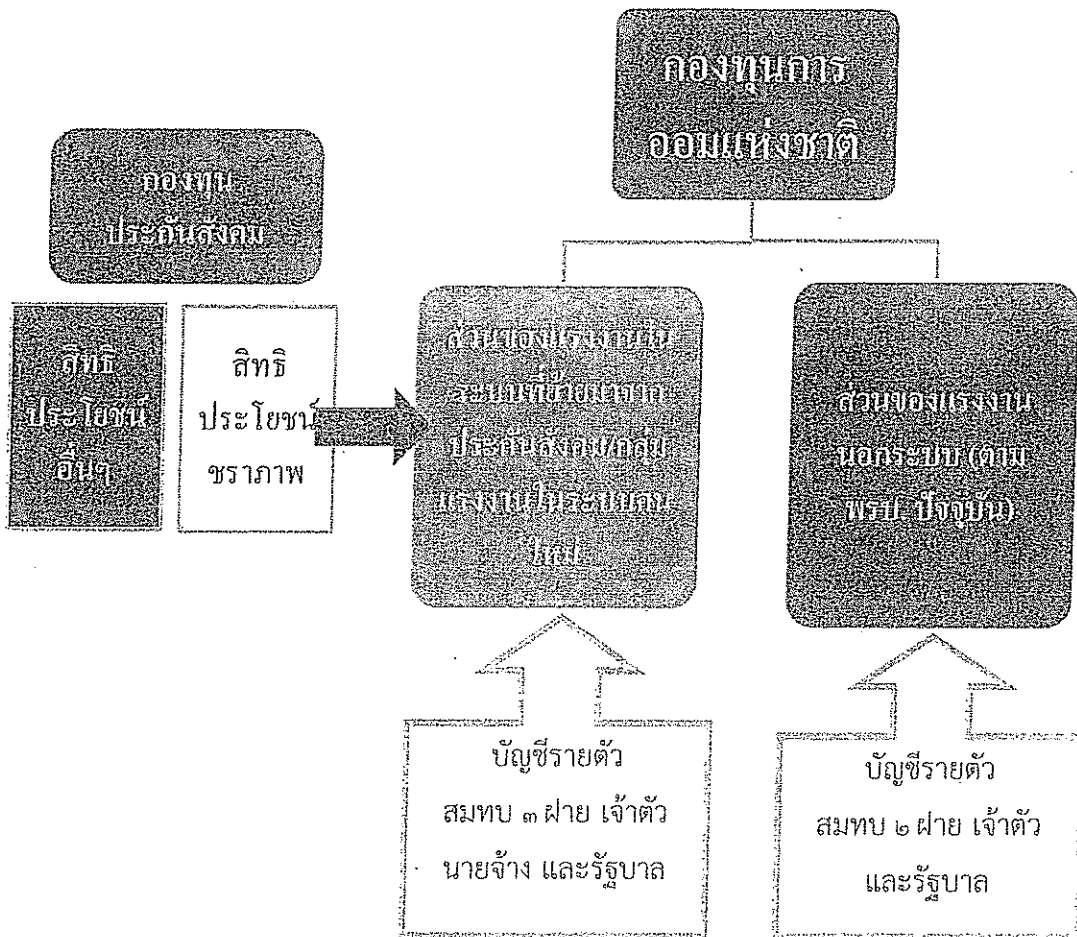 กองทุนการ
ออมแห่งชาติ
กองทุน
ประกันสังคม
สิทธิ
ประโยชน์
อื่นๆ
สิทธิ
ประโยชน์
ชราภาพ
ส่วนของแรงงานใน
ระบบที่ย้ายมาจาก
ประกันสังคม/กลุ่ม
แรงงานในระบบคน
ใหม่
ส่วนของแรงงาน
นอกระบบ (ตาม
พรบ. ปัจจุบัน)
บัญชีรายตัว
สมทบ ๓ ฝ่าย เจ้าตัว
นายจ้าง และรัฐบาล
บัญชีรายตัว
สมทบ ๒ ฝ่าย เจ้าตัว
และรัฐบาล